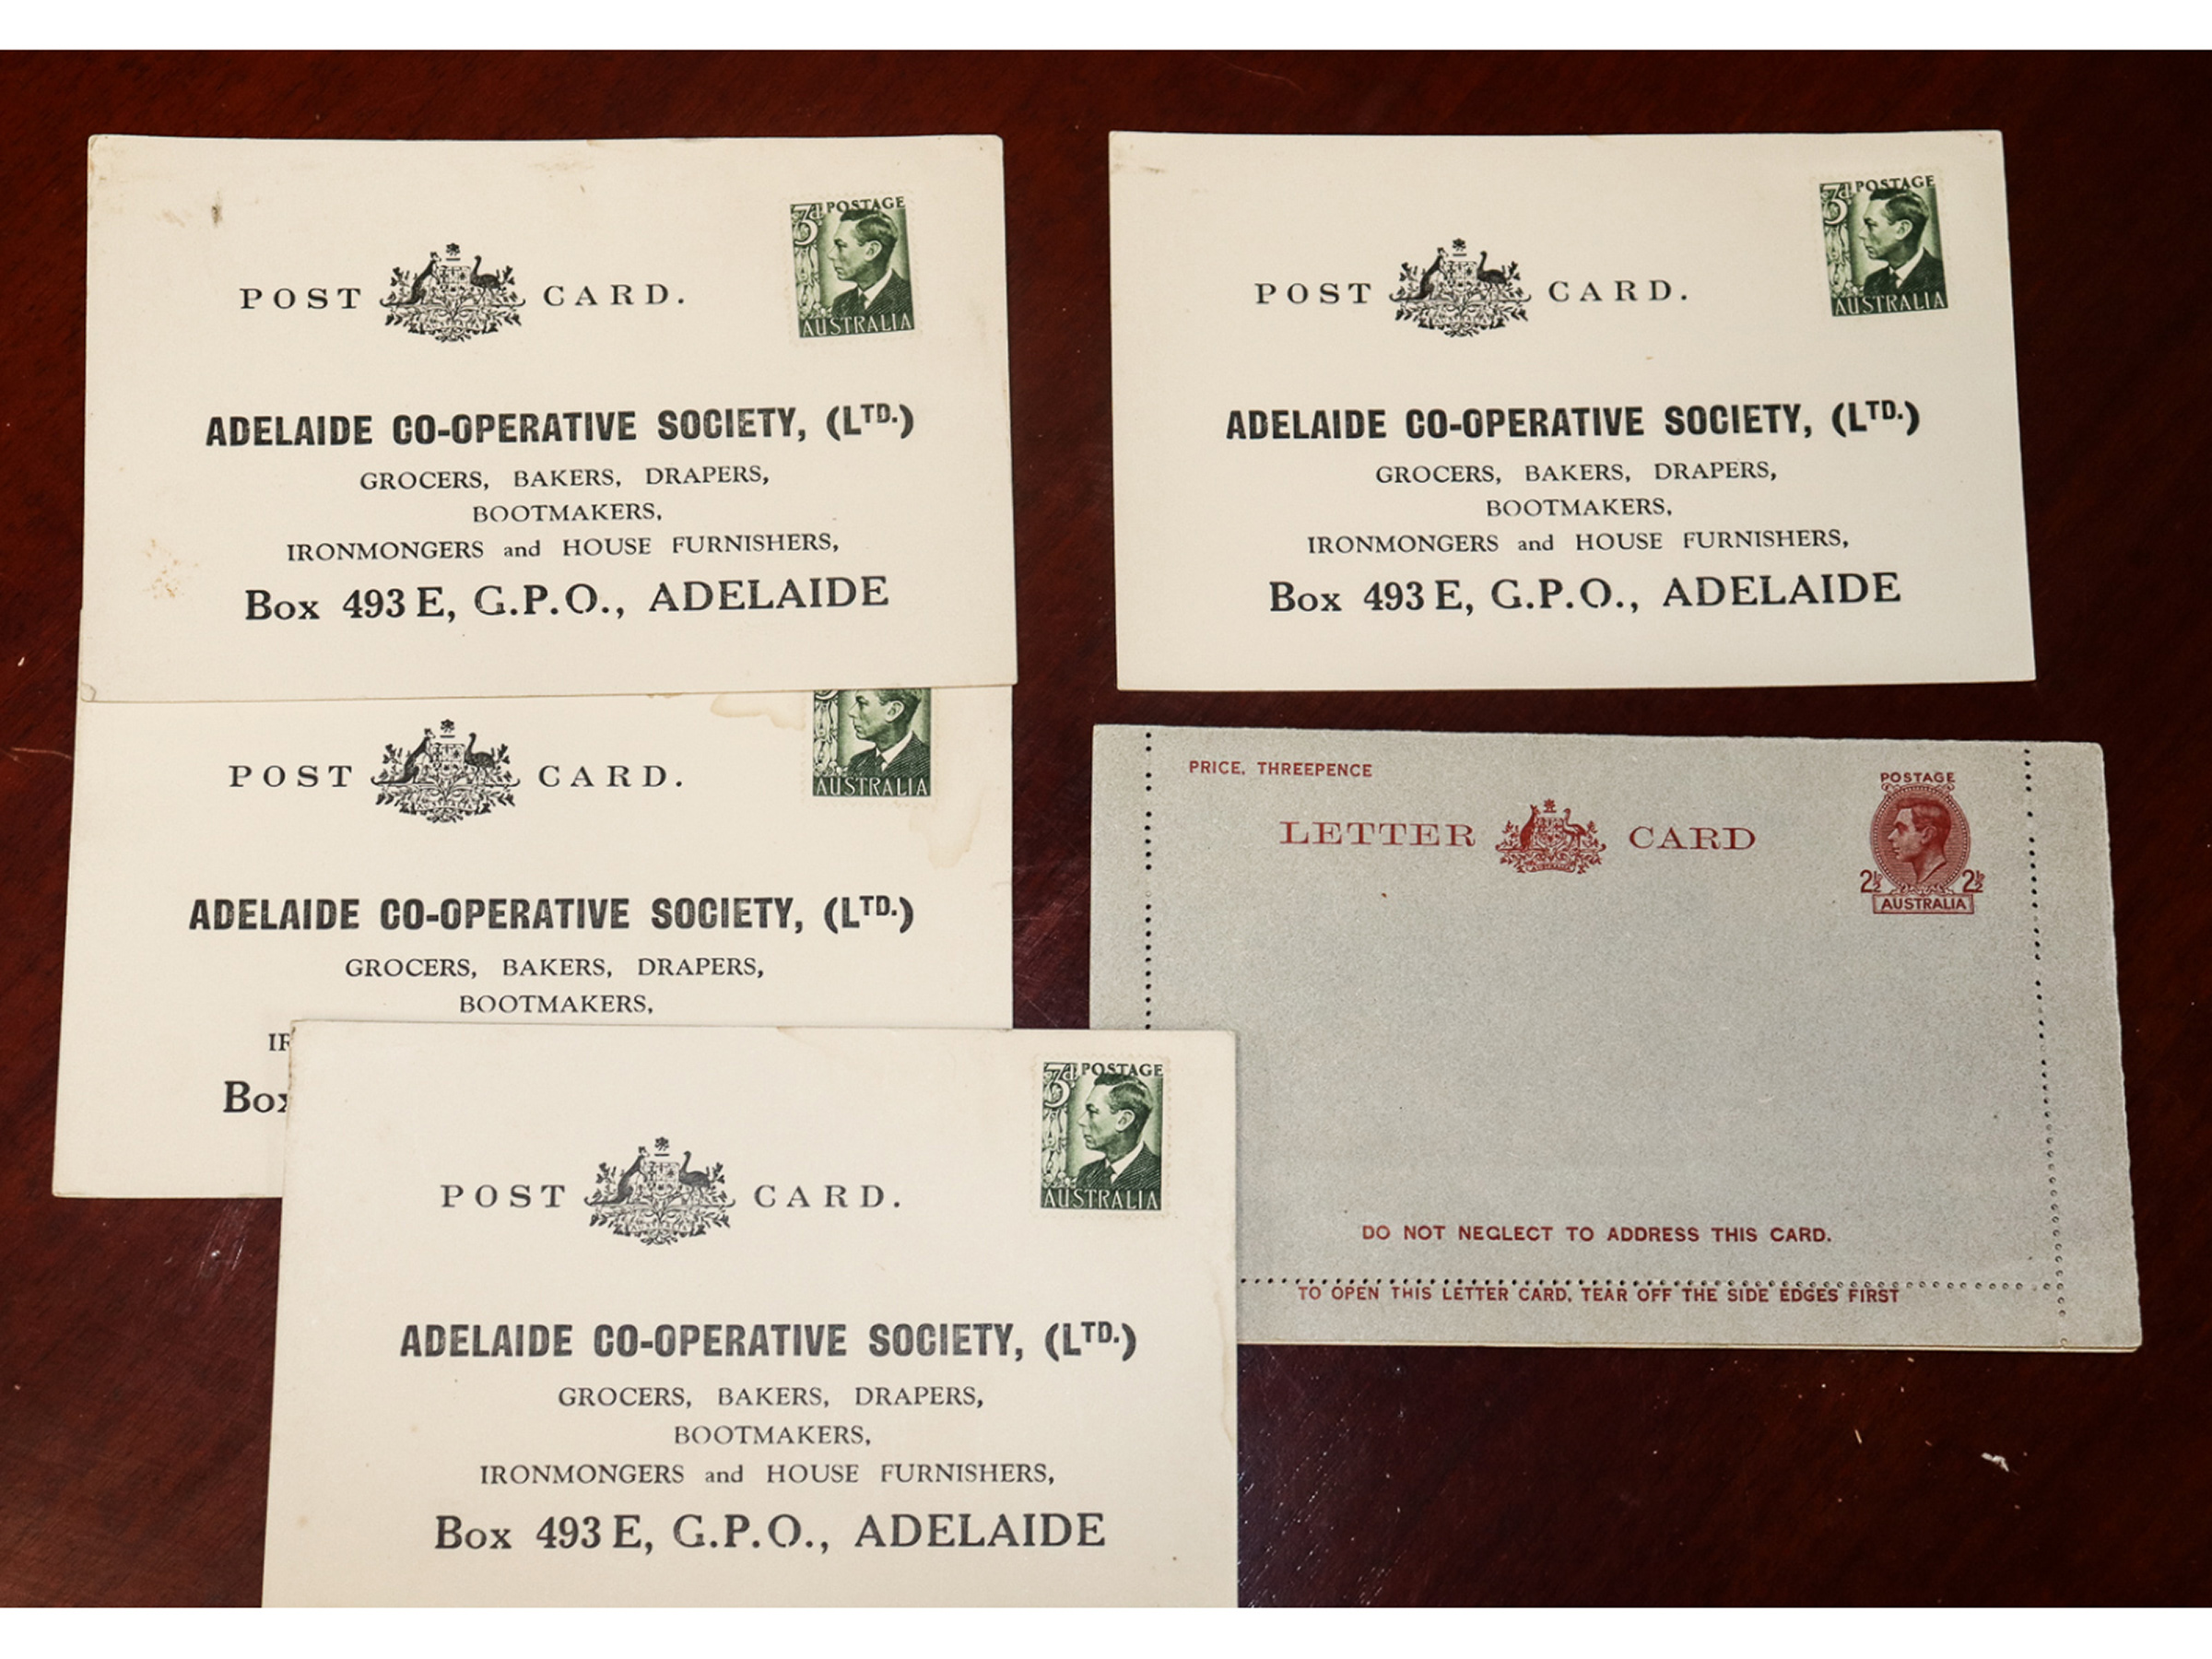 3d POSTAGE
AUSTRALIA
POST CARD.
ADELAIDE CO-OPERATIVE SOCIETY, (LTD.)
GROCERS, BAKERS, DRAPERS,
BOOTMAKERS,
IRONMONGERS and HOUSE FURNISHERS,
Box 493 E, G.P.O., ADELAIDE
3d POSTAGE
AUSTRALIA
POST CARD.
ADELAIDE CO-OPERATIVE SOCIETY, (LTD.)
GROCERS, BAKERS, DRAPERS,
BOOTMAKERS,
IRONMONGERS and HOUSE FURNISHERS,
Box 493 E, G.P.O., ADELAIDE
AUSTRALIA
POST CARD.
ADELAIDE CO-OPERATIVE SOCIETY, (LTD.)
GROCERS, BAKERS, DRAPERS,
BOOTMAKERS,
PRICE, THREEPENCE
POSTAGE
LETTER CARD
2½ 2½
AUSTRALIA
DO NOT NEGLECT TO ADDRESS THIS CARD.
TO OPEN THIS LETTER CARD, TEAR OFF THE SIDE EDGES FIRST
3d POSTAGE
AUSTRALIA
POST CARD.
ADELAIDE CO-OPERATIVE SOCIETY, (LTD.)
GROCERS, BAKERS, DRAPERS,
BOOTMAKERS,
IRONMONGERS and HOUSE FURNISHERS,
Box 493 E, G.P.O., ADELAIDE